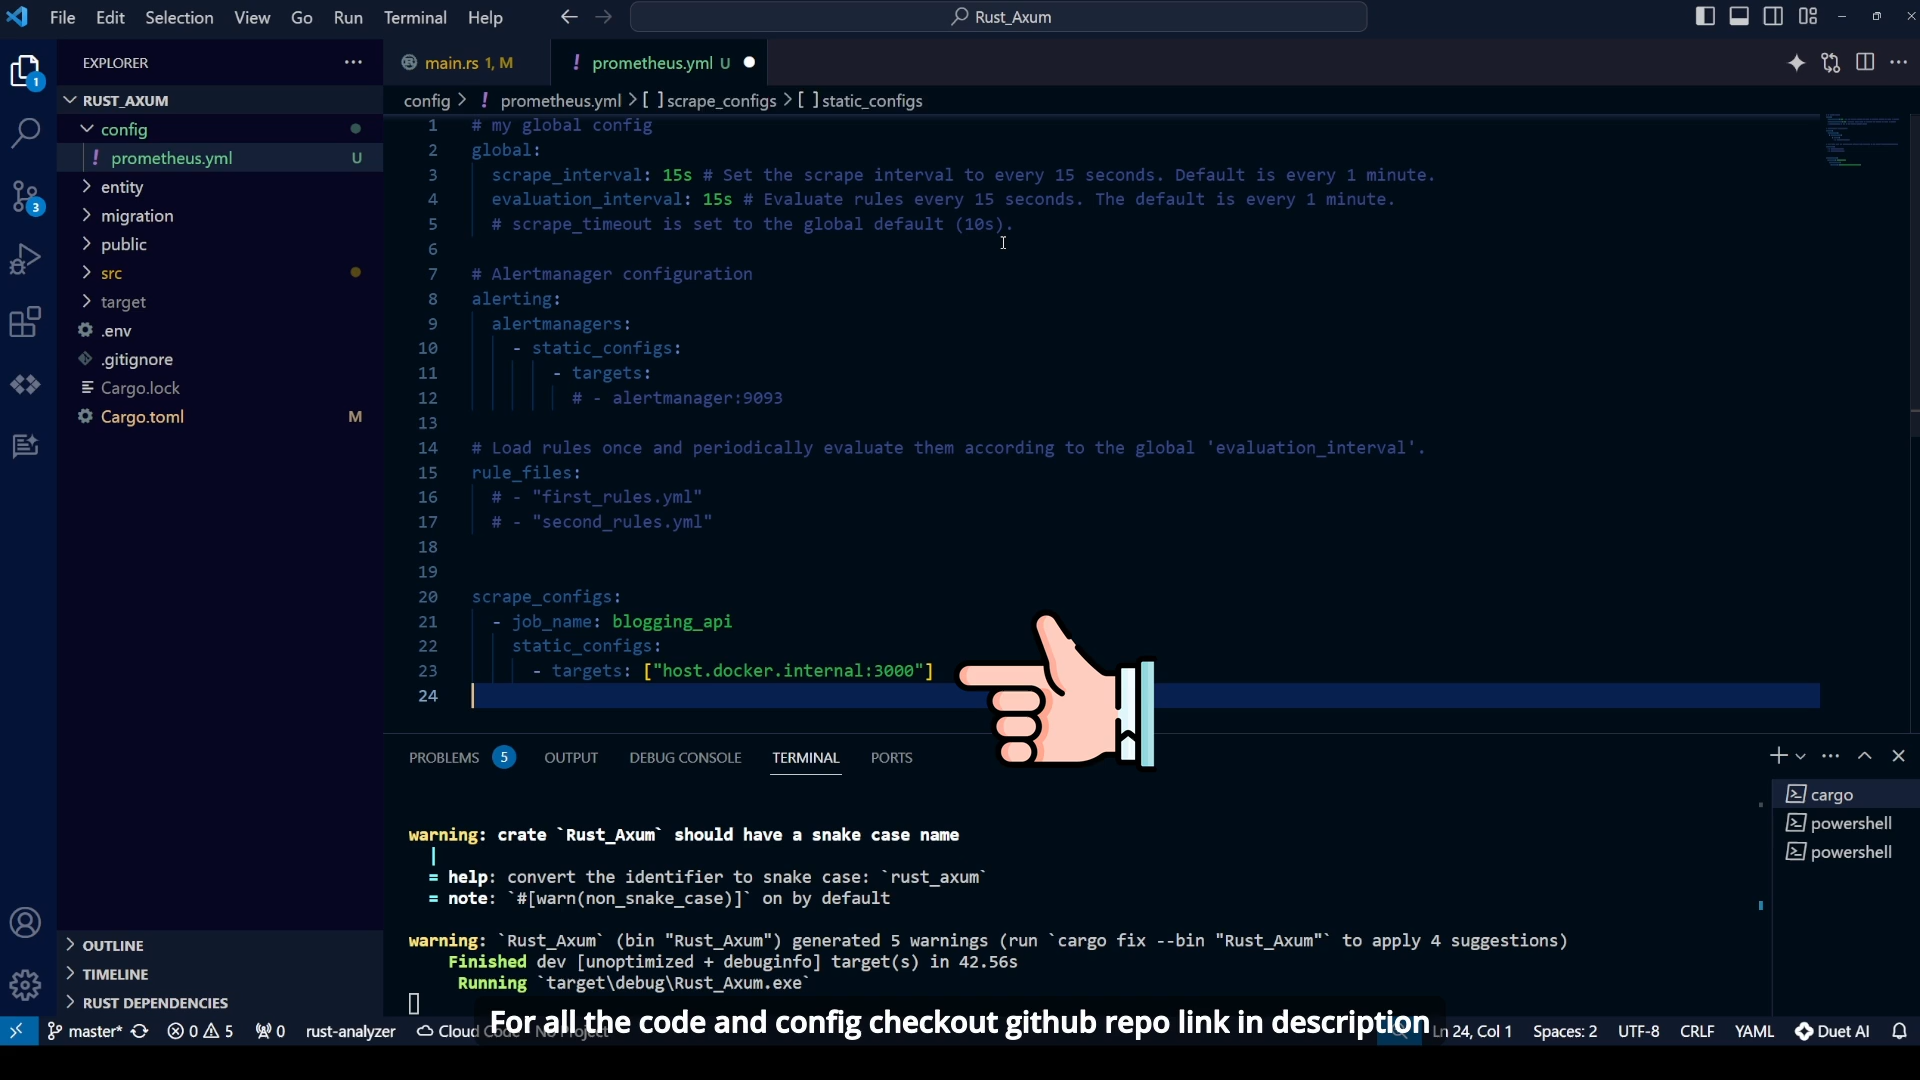 File Edit Selection View Go Run Terminal Help
Rust_Axum
EXPLORER
1
RUST_AXUM
config
prometheus.yml U
entity
migration
public
src
target
.env
.gitignore
Cargo.lock
Cargo.toml M
3
OUTLINE
TIMELINE
RUST DEPENDENCIES
main.rs 1, M
! prometheus.yml U
config > ! prometheus.yml > [ ] scrape_configs > [ ] static_configs
1 # my global config
2 global:
3 scrape_interval: 15s # Set the scrape interval to every 15 seconds. Default is every 1 minute.
4 evaluation_interval: 15s # Evaluate rules every 15 seconds. The default is every 1 minute.
5 # scrape_timeout is set to the global default (10s).
6
7 # Alertmanager configuration
8 alerting:
9 alertmanagers:
10 - static_configs:
11 - targets:
12 # - alertmanager:9093
13
14 # Load rules once and periodically evaluate them according to the global 'evaluation_interval'.
15 rule_files:
16 # - "first_rules.yml"
17 # - "second_rules.yml"
18
19
20 scrape_configs:
21 - job_name: blogging_api
22 static_configs:
23 - targets: ["host.docker.internal:3000"]
24
PROBLEMS 5 OUTPUT DEBUG CONSOLE TERMINAL PORTS
cargo
powershell
powershell
warning: crate `Rust_Axum` should have a snake case name
|
= help: convert the identifier to snake case: `rust_axum`
= note: `#[warn(non_snake_case)]` on by default
warning: `Rust_Axum` (bin "Rust_Axum") generated 5 warnings (run `cargo fix --bin "Rust_Axum"` to apply 4 suggestions)
Finished dev [unoptimized + debuginfo] target(s) in 42.56s
Running `target\debug\Rust_Axum.exe`
For all the code and config checkout github repo link in description
master* 0 5 0 rust-analyzer Cloud Ln 24, Col 1 Spaces: 2 UTF-8 CRLF YAML Duet AI